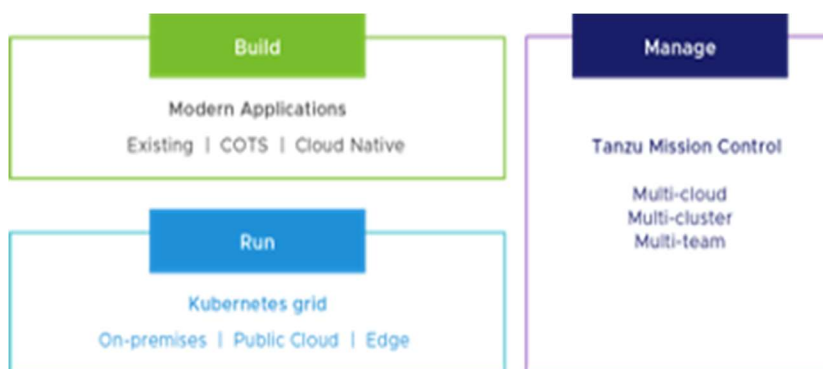 Build
Modern Applications
Existing | COTS | Cloud Native
Run
Kubernetes grid
On-premises | Public Cloud | Edge
Manage
Tanzu Mission Control
Multi-cloud
Multi-cluster
Multi-team